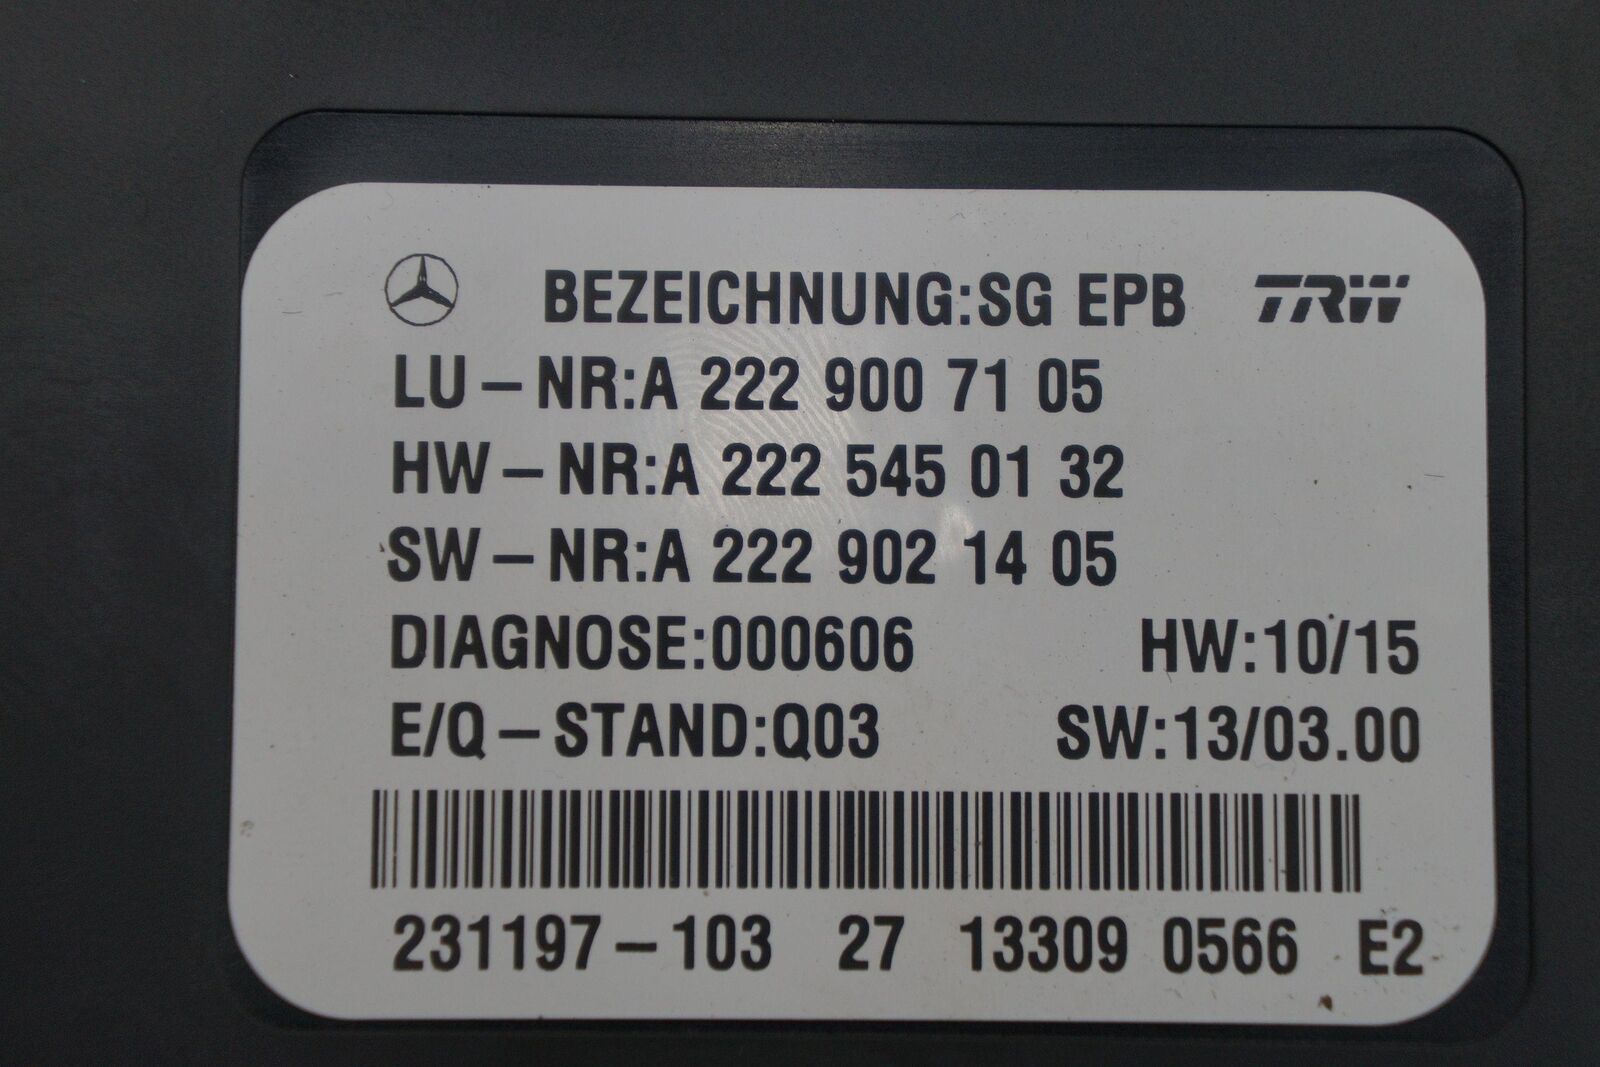 BEZEICHNUNG:SG EPB TRW
LU-NR:A 222 900 71 05
HW-NR:A 222 545 01 32
SW-NR:A 222 902 14 05
DIAGNOSE:000606 HW:10/15
E/Q-STAND:Q03 SW:13/03.00
231197-103 27 13309 0566 E2